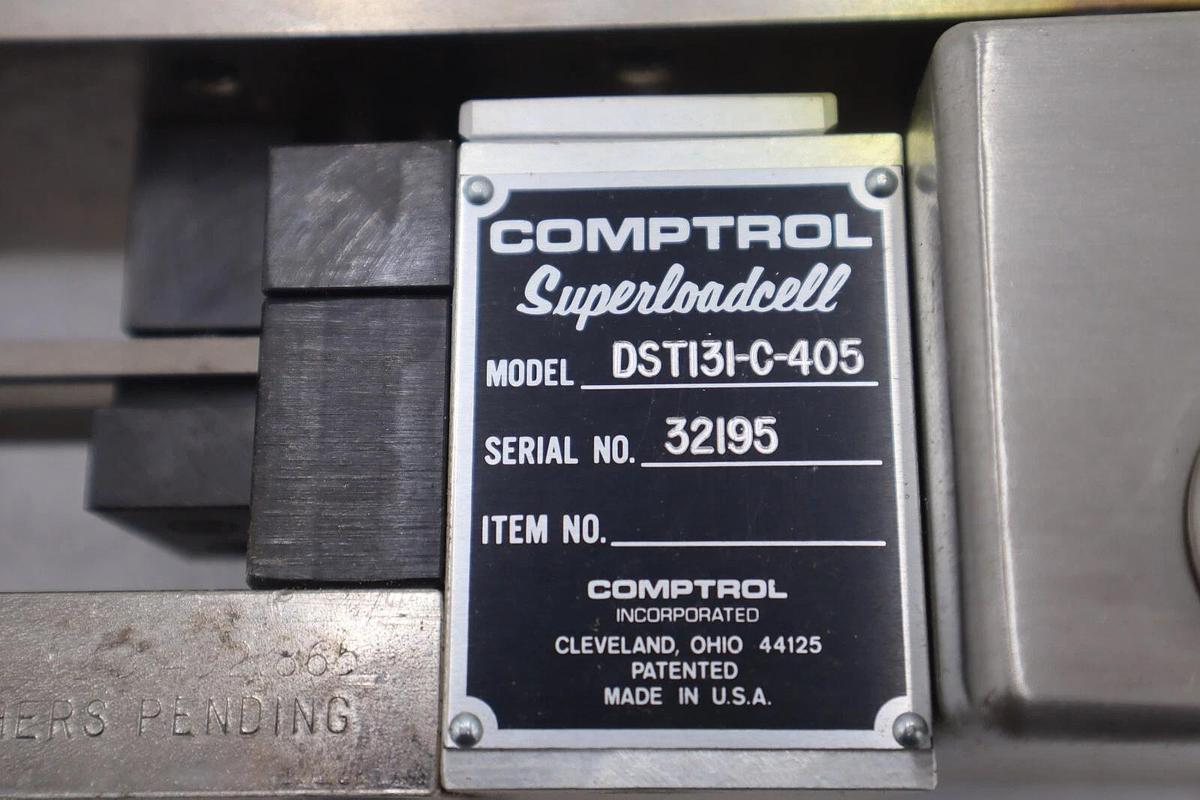 COMPTROL
Superloadcell
MODEL DST131-C-405
SERIAL NO. 32195
ITEM NO.
COMPTROL
INCORPORATED
CLEVELAND, OHIO 44125
PATENTED
MADE IN U.S.A.
365
HERS PENDING